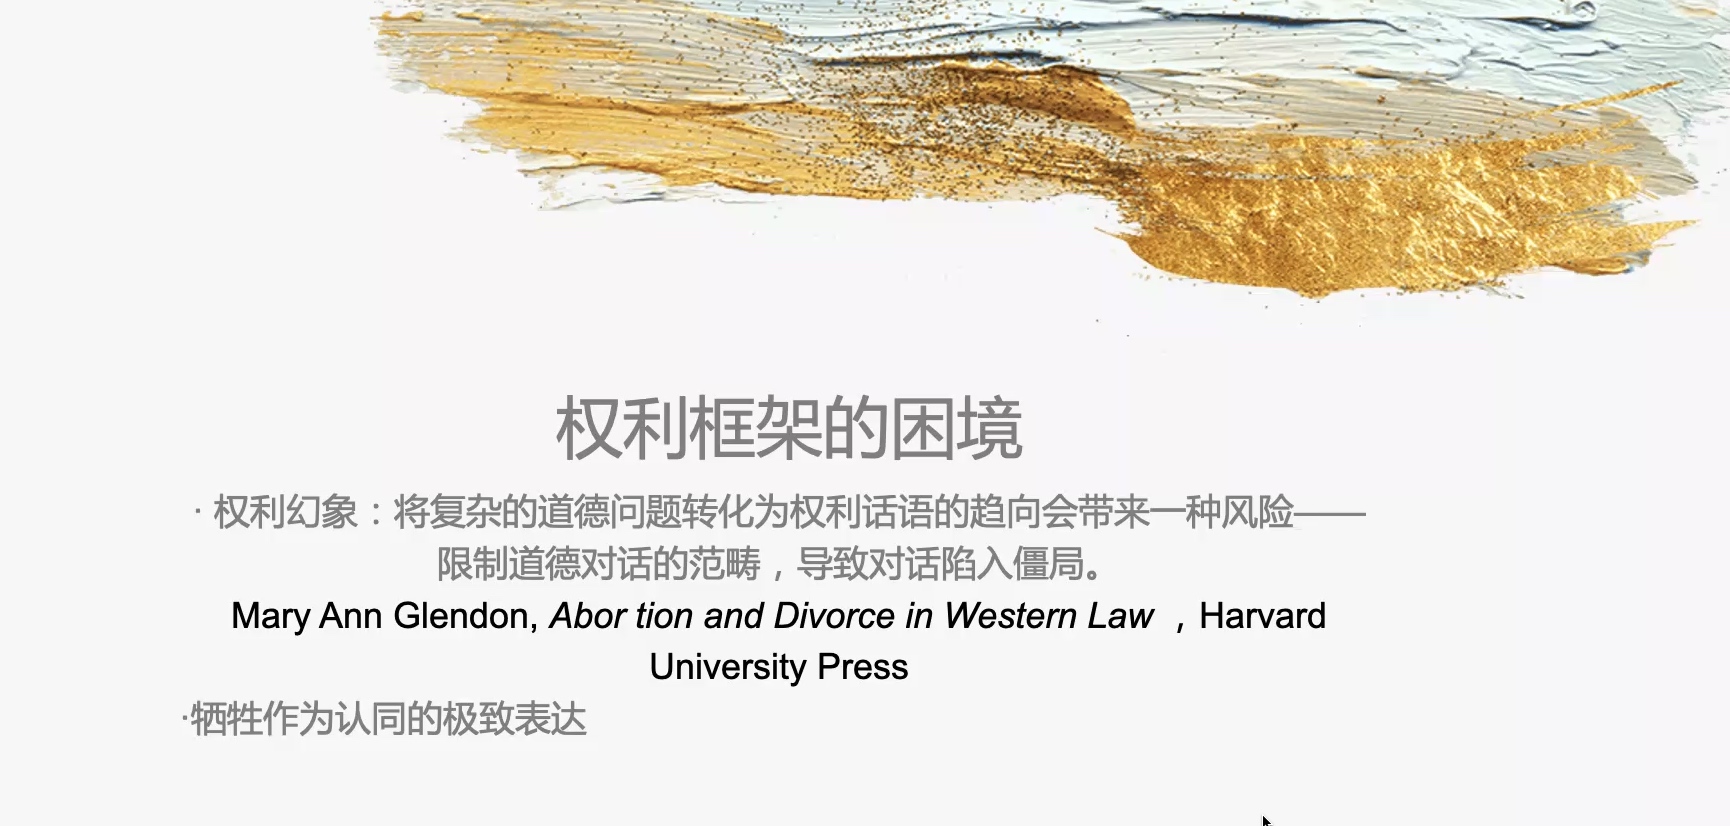 权利框架的困境
· 权利幻象：将复杂的道德问题转化为权利话语的趋向会带来一种风险——
限制道德对话的范畴，导致对话陷入僵局。
Mary Ann Glendon, Abor tion and Divorce in Western Law ，Harvard
University Press
·牺牲作为认同的极致表达